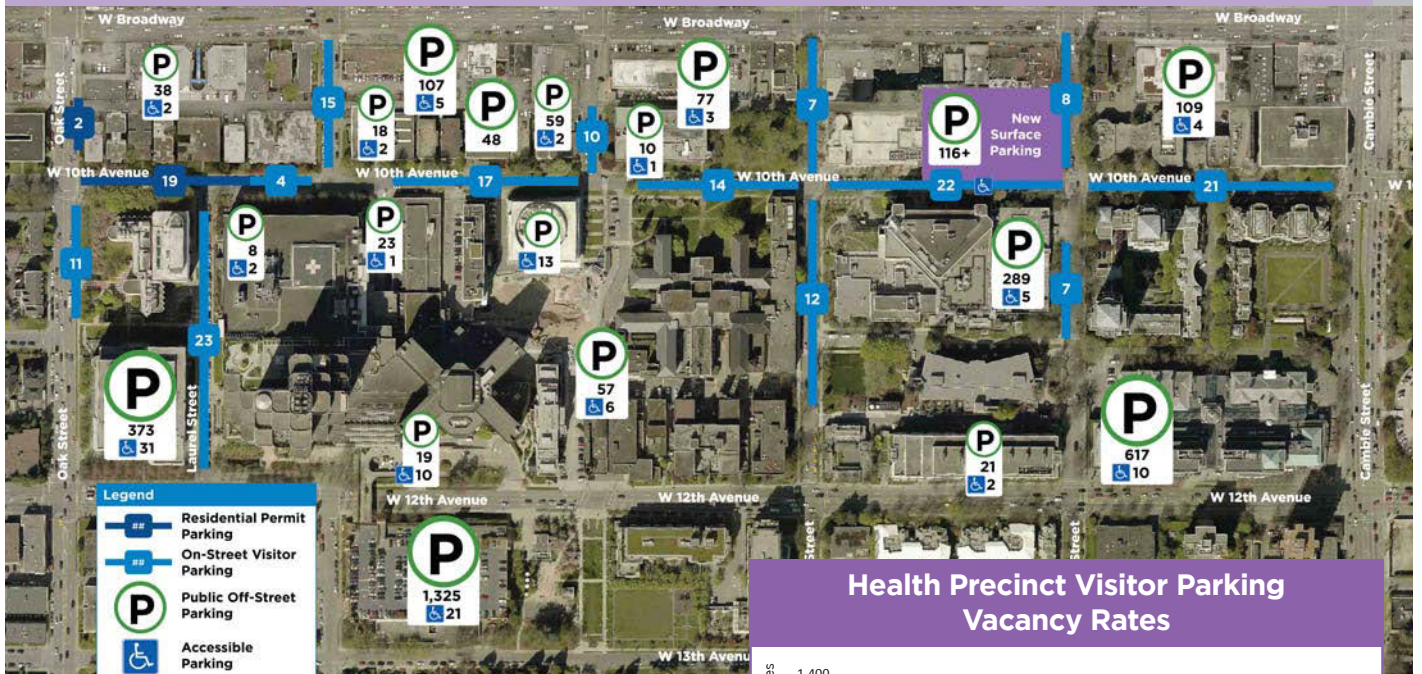 W Broadway
W Broadway
W Broadway
Oak Street
2
P
38
2
15
P
107
5
P
18
2
P
48
P
59
2
10
P
77
3
P
10
1
7
P
116+
New
Surface
Parking
8
P
109
4
Cambie Street
W 10th Avenue
19
4
W 10th Avenue
17
14
W 10th Avenue
22
W 10th Avenue
21
11
P
8
2
P
23
1
P
13
12
P
289
5
7
23
P
373
31
Laurel Street
Oak Street
P
57
6
P
19
10
P
21
2
P
617
10
Cambie Street
W 12th Avenue
W 12th Avenue
W 12th Avenue
P
1,325
21
Street
Street
W 13th Avenu
Legend
## Residential Permit
Parking
## On-Street Visitor
Parking
P Public Off-Street
Parking
Accessible
Parking
Health Precinct Visitor Parking
Vacancy Rates
1,400